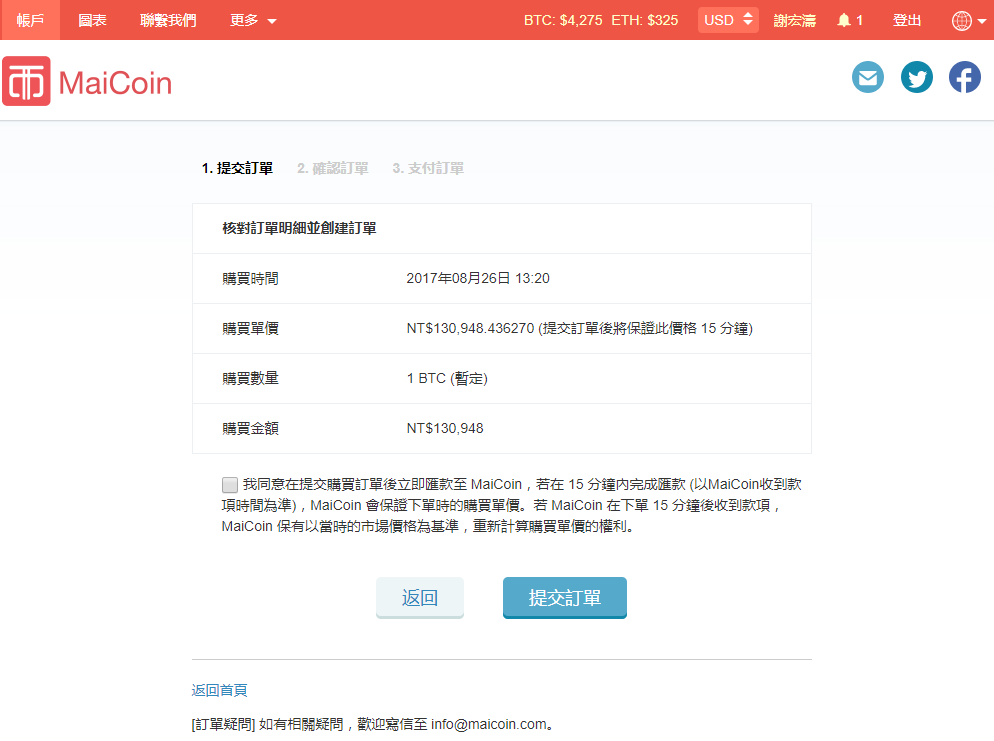 帳戶 圖表 聯繫我們 更多 BTC: $4,275 ETH: $325 USD 謝宏濤 1 登出
MaiCoin
1. 提交訂單 2. 確認訂單 3. 支付訂單
核對訂單明細並創建訂單
購買時間 2017年08月26日 13:20
購買單價 NT$130,948.436270 (提交訂單後將保證此價格 15 分鐘)
購買數量 1 BTC (暫定)
購買金額 NT$130,948
我同意在提交購買訂單後立即匯款至 MaiCoin，若在 15 分鐘內完成匯款 (以MaiCoin收到款
項時間為準)，MaiCoin 會保證下單時的購買單價。若 MaiCoin 在下單 15 分鐘後收到款項，
MaiCoin 保有以當時的市場價格為基準，重新計算購買單價的權利。
返回 提交訂單
返回首頁
[訂單疑問] 如有相關疑問，歡迎寫信至 info@maicoin.com。